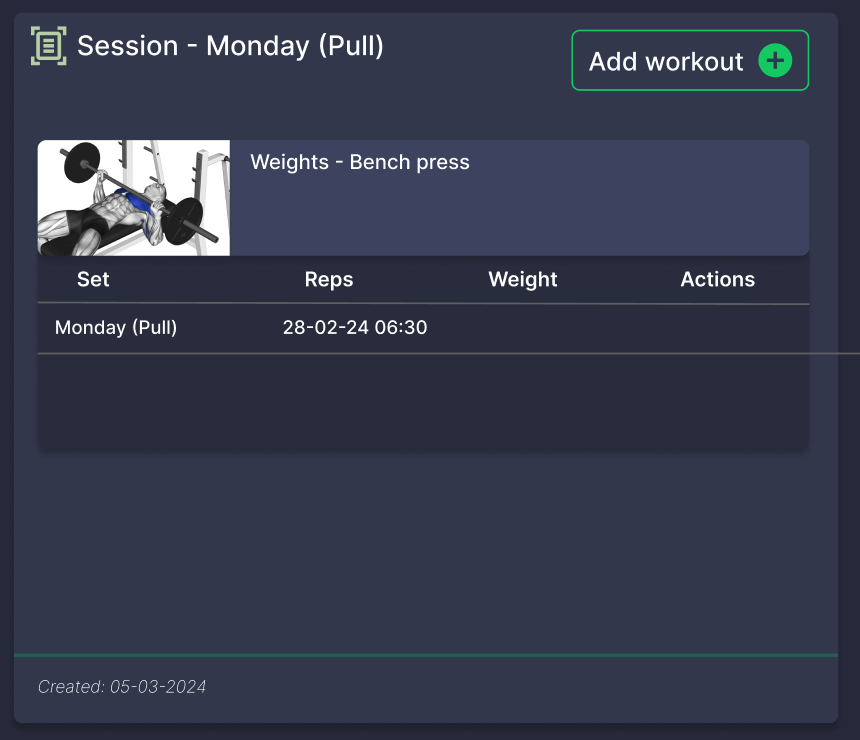 Session - Monday (Pull)
Add workout
Weights - Bench press
Set Reps Weight Actions
Monday (Pull) 28-02-24 06:30
Created: 05-03-2024